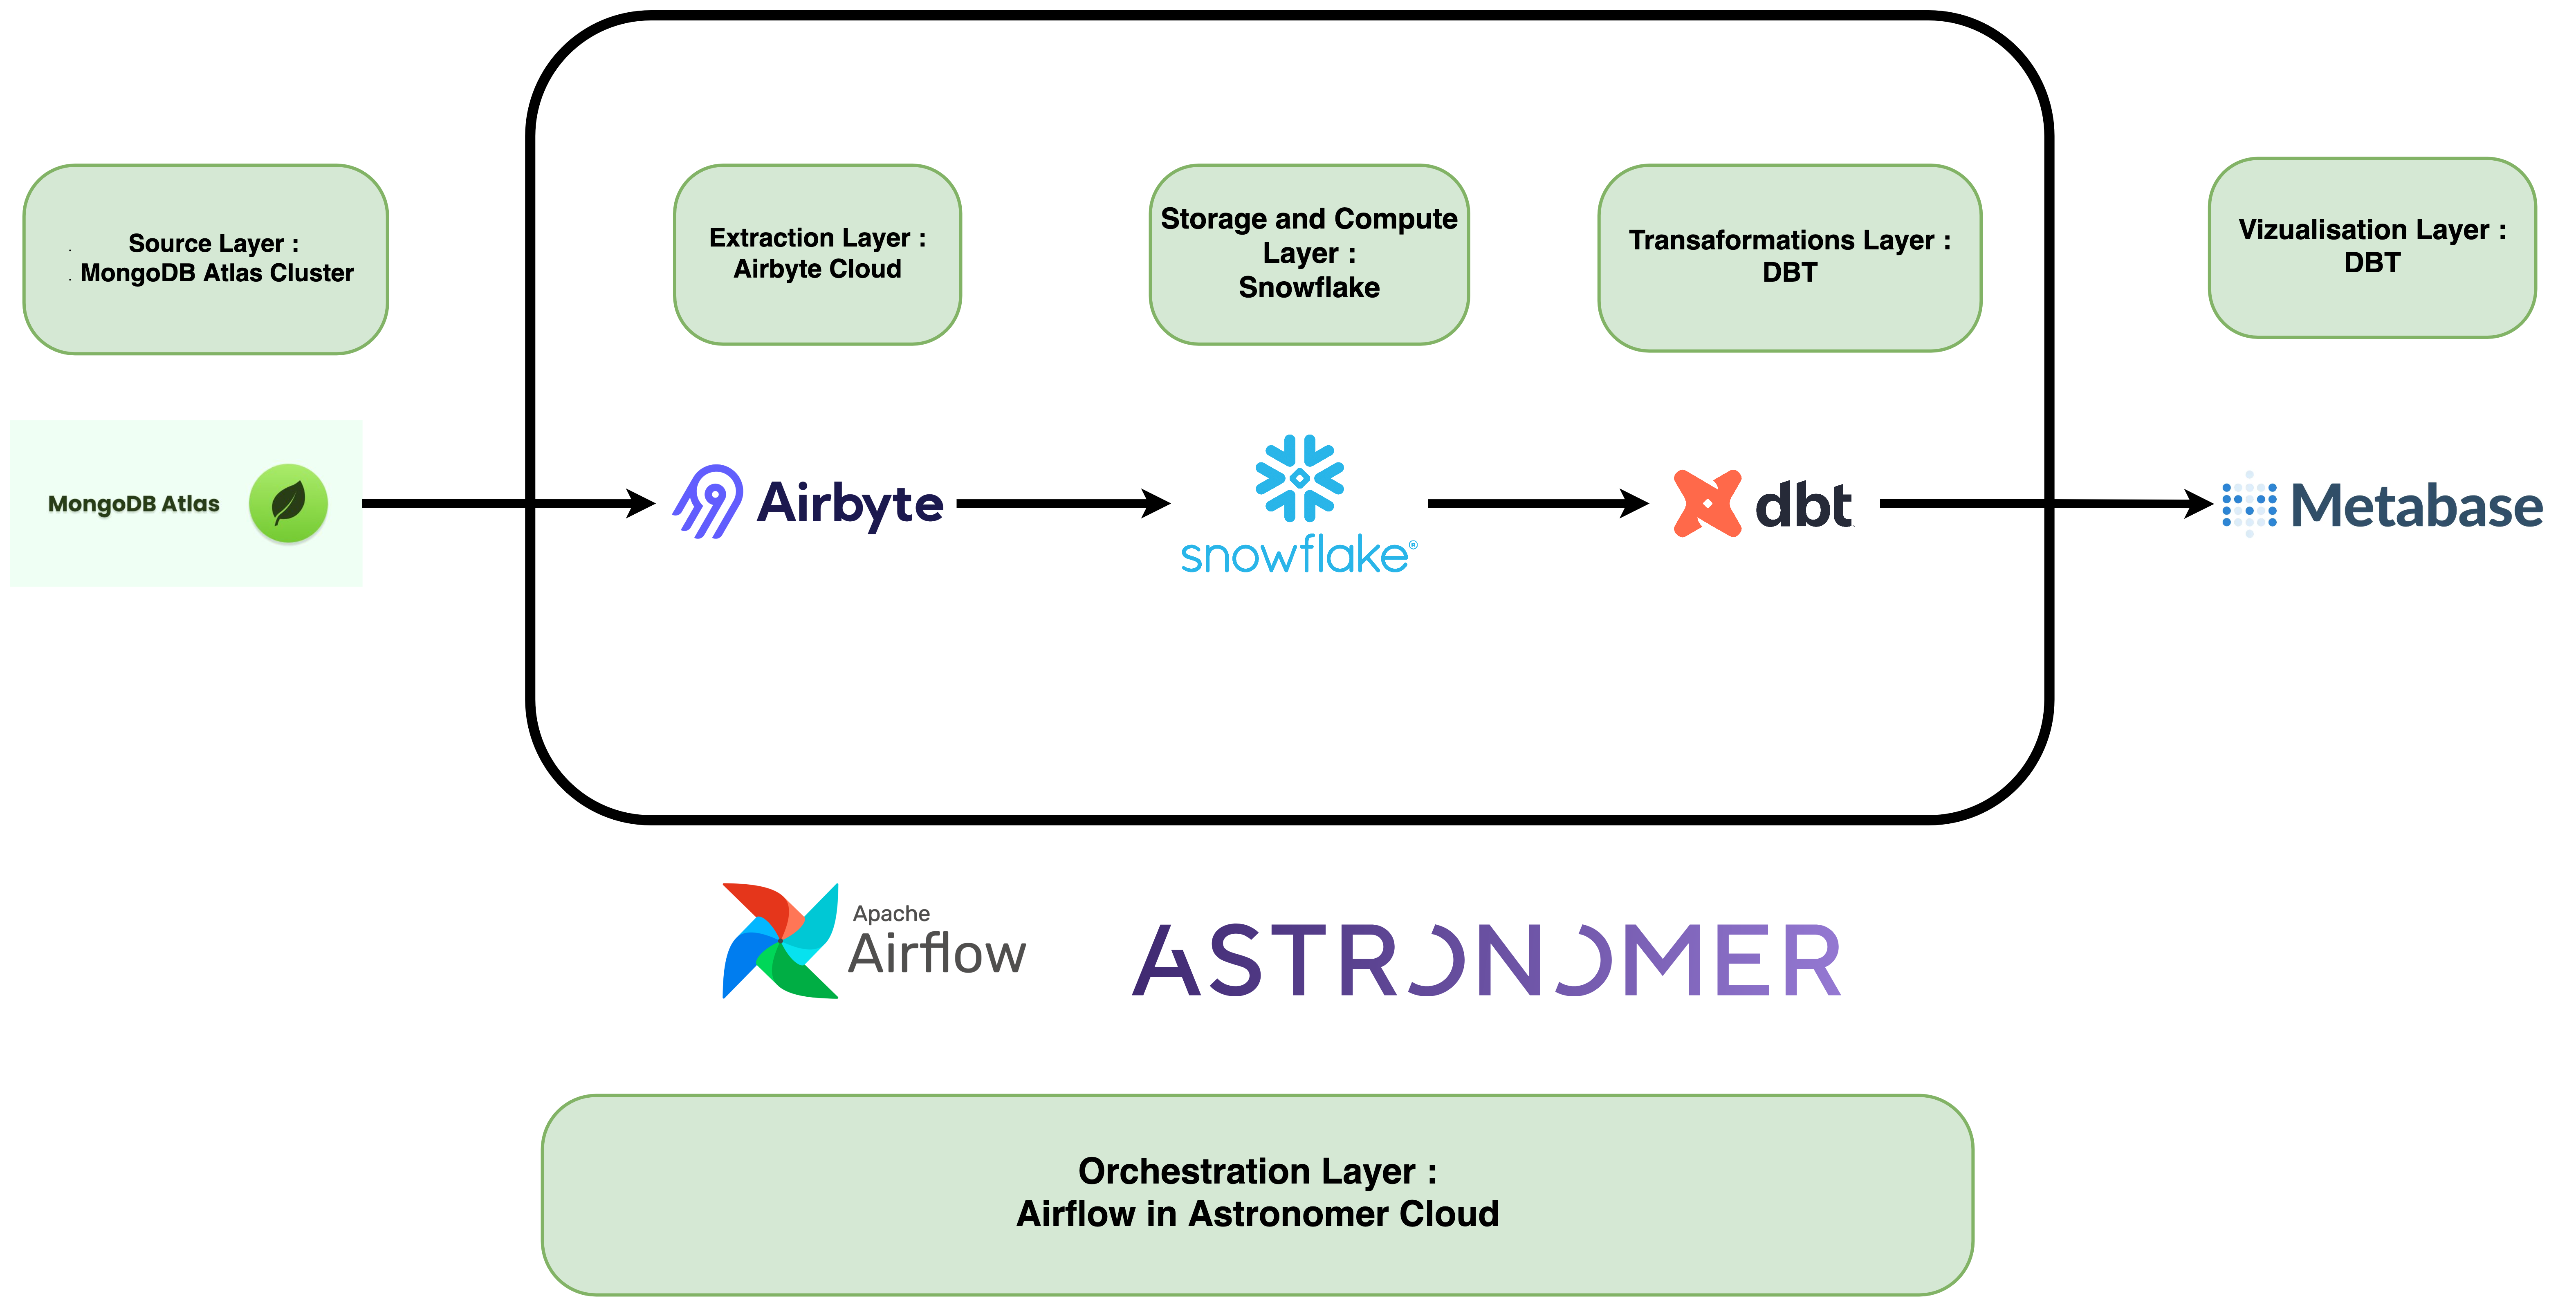 Source Layer :
MongoDB Atlas Cluster
Extraction Layer :
Airbyte Cloud
Storage and Compute
Layer :
Snowflake
Transaformations Layer :
DBT
Vizualisation Layer :
DBT
MongoDB Atlas
Airbyte
snowflake®
dbt
Metabase
Apache
Airflow
ASTRONOMER
Orchestration Layer :
Airflow in Astronomer Cloud